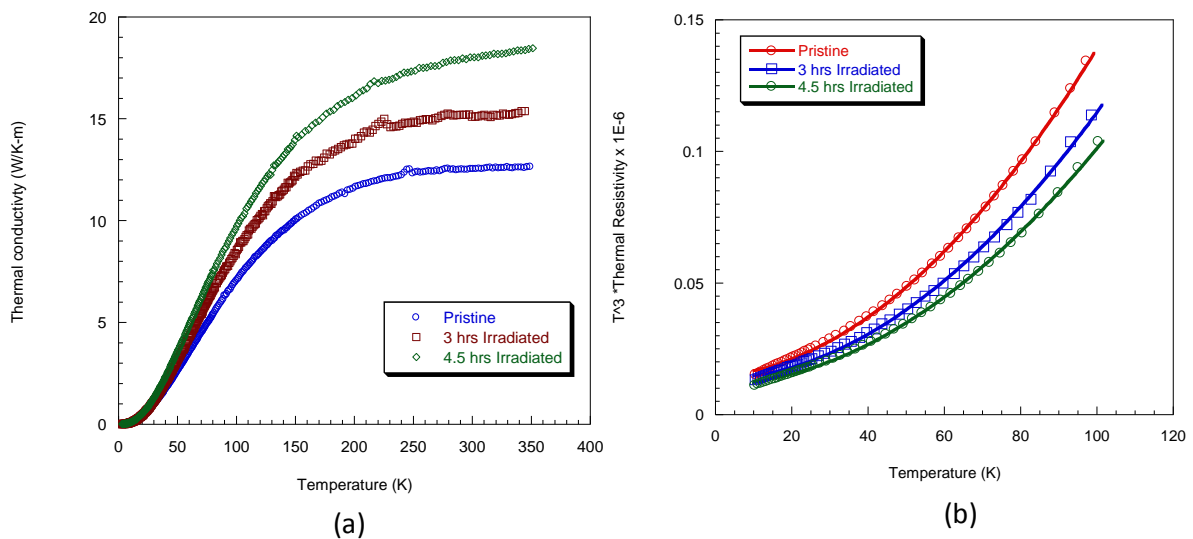 20
15
10
5
0
0 50 100 150 200 250 300 350 400
Thermal conductivity (W/K-m)
Temperature (K)
Pristine
3 hrs Irradiated
4.5 hrs Irradiated
(a)
0.15
0.1
0.05
0
0 20 40 60 80 100 120
T^3 *Thermal Resistivity x 1E-6
Temperature (K)
Pristine
3 hrs Irradiated
4.5 hrs Irradiated
(b)